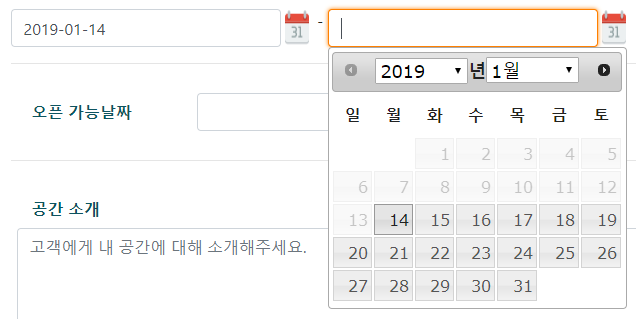 2019-01-14 31 - 31
2019 년 1월
오픈 가능날짜
일 월 화 수 목 금 토
1 2 3 4 5
6 7 8 9 10 11 12
13 14 15 16 17 18 19
20 21 22 23 24 25 26
27 28 29 30 31
공간 소개
고객에게 내 공간에 대해 소개해주세요.